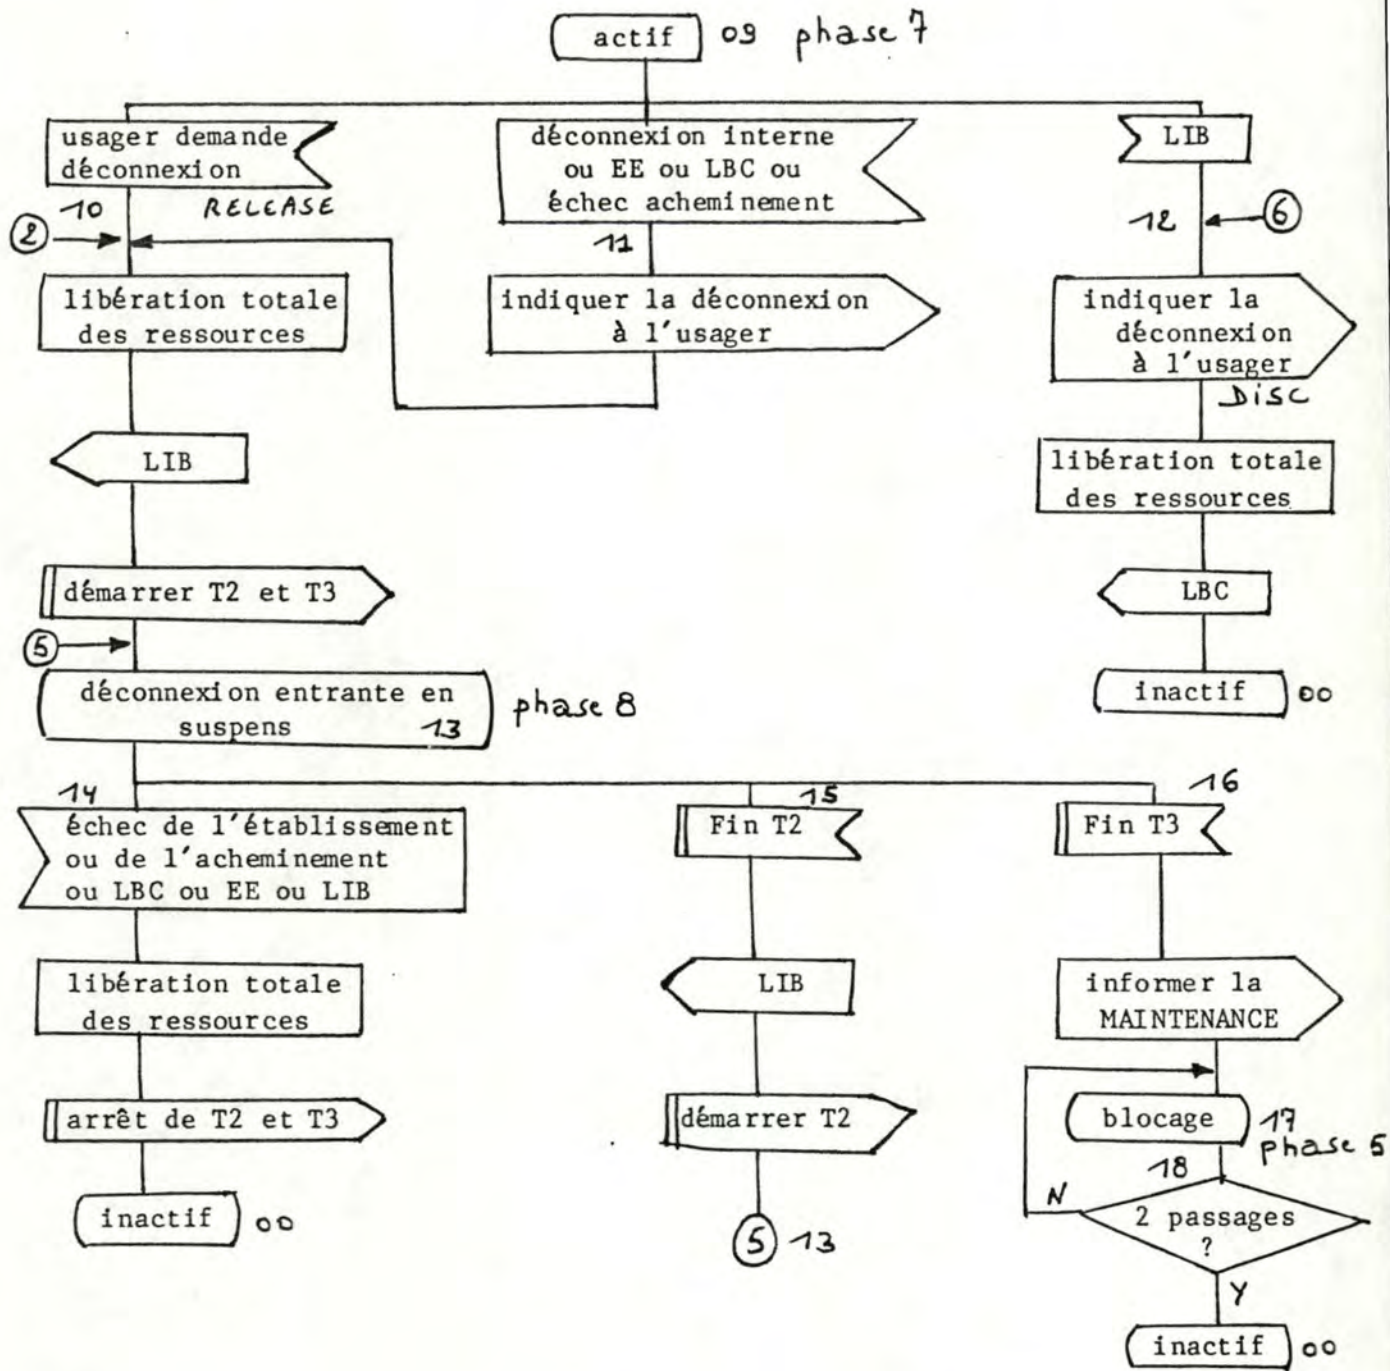 actif 09 phase 7
usager demande
déconnexion
10 RELEASE
2
déconnexion interne
ou EE ou LBC ou
échec acheminement
11
LIB
12 6
libération totale
des ressources
indiquer la déconnexion
à l'usager
indiquer la
déconnexion
à l'usager
DISC
LIB
libération totale
des ressources
démarrer T2 et T3
LBC
5
déconnexion entrante en
suspens 13
phase 8
inactif 00
14
échec de l'établissement
ou de l'acheminement
ou LBC ou EE ou LIB
15
Fin T2
16
Fin T3
libération totale
des ressources
LIB
informer la
MAINTENANCE
arrêt de T2 et T3
démarrer T2
blocage 17
phase 5
18
inactif 00
5 13
N
2 passages
?
Y
inactif 00